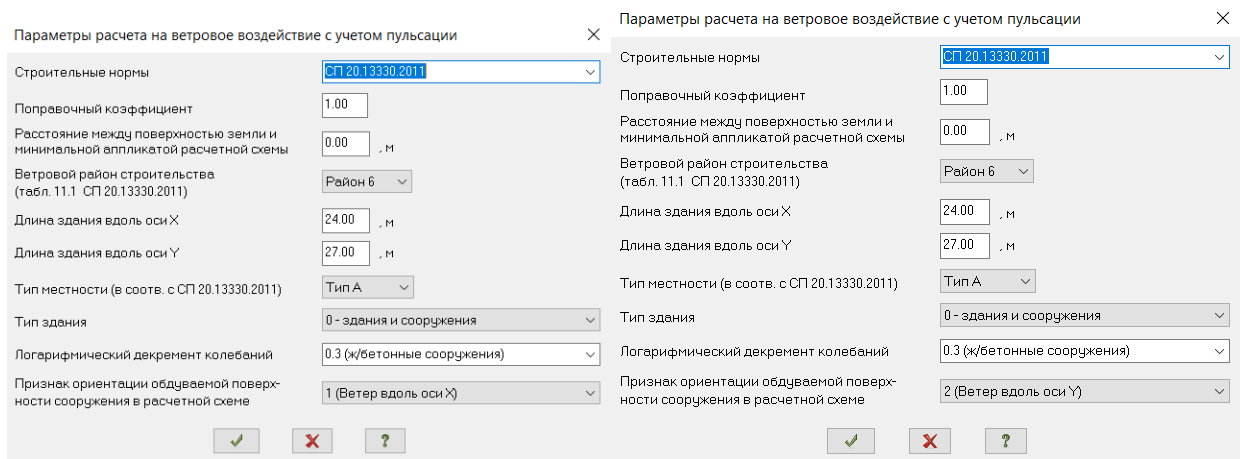 Параметры расчета на ветровое воздействие с учетом пульсации
Строительные нормы
СП 20.13330.2011
Поправочный коэффициент
1.00
Расстояние между поверхностью земли и
минимальной аппликатой расчетной схемы
0.00 , м
Ветровой район строительства
(табл. 11.1 СП 20.13330.2011)
Район 6
Длина здания вдоль оси X
24.00 , м
Длина здания вдоль оси Y
27.00 , м
Тип местности (в соотв. с СП 20.13330.2011)
Тип А
Тип здания
0 - здания и сооружения
Логарифмический декремент колебаний
0.3 (ж/бетонные сооружения)
Признак ориентации обдуваемой поверх-
ности сооружения в расчетной схеме
1 (Ветер вдоль оси X)
?
Параметры расчета на ветровое воздействие с учетом пульсации
Строительные нормы
СП 20.13330.2011
Поправочный коэффициент
1.00
Расстояние между поверхностью земли и
минимальной аппликатой расчетной схемы
0.00 , м
Ветровой район строительства
(табл. 11.1 СП 20.13330.2011)
Район 6
Длина здания вдоль оси X
24.00 , м
Длина здания вдоль оси Y
27.00 , м
Тип местности (в соотв. с СП 20.13330.2011)
Тип А
Тип здания
0 - здания и сооружения
Логарифмический декремент колебаний
0.3 (ж/бетонные сооружения)
Признак ориентации обдуваемой поверх-
ности сооружения в расчетной схеме
2 (Ветер вдоль оси Y)
?